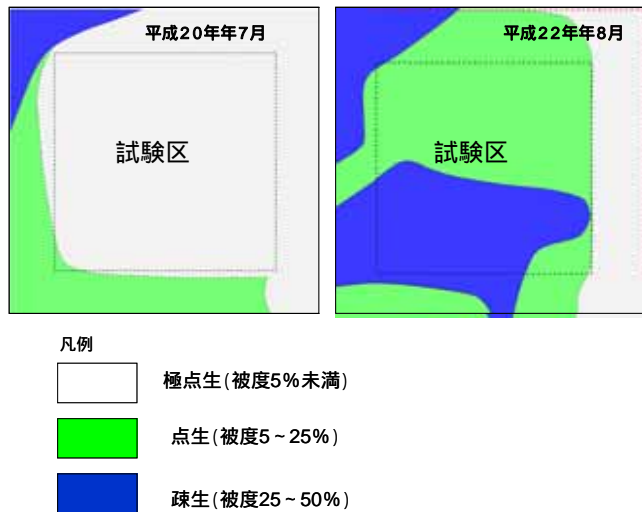 平成20年年7月
平成22年年8月
試験区
試験区
凡例
極点生(被度5%未満)
点生(被度5~25%)
疎生(被度25~50%)